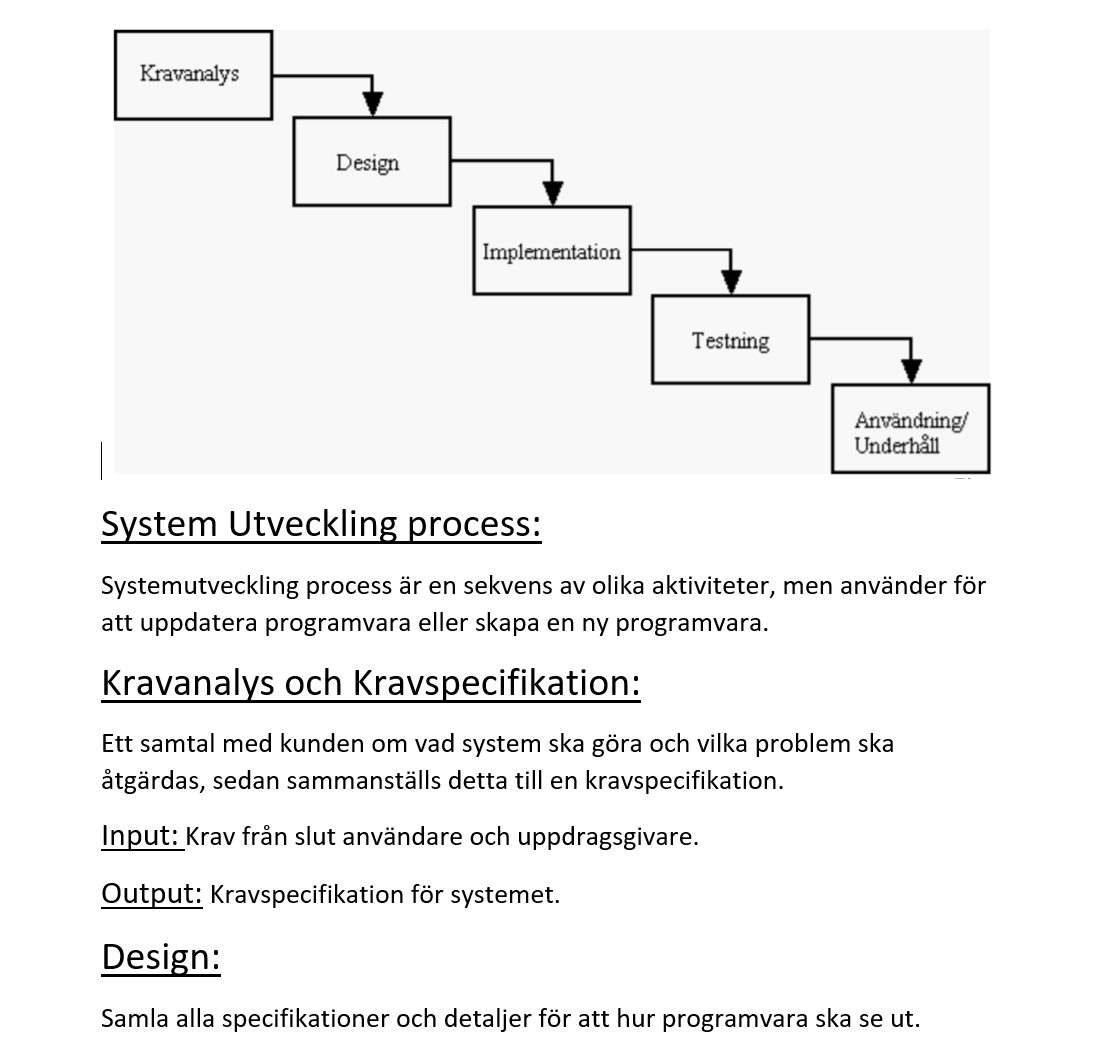 Kravanalys
Design
Implementation
Testning
Användning/
Underhåll
System Utveckling process:
Systemutveckling process är en sekvens av olika aktiviteter, men använder för
att uppdatera programvara eller skapa en ny programvara.
Kravanalys och Kravspecifikation:
Ett samtal med kunden om vad system ska göra och vilka problem ska
åtgärdas, sedan sammanställs detta till en kravspecifikation.
Input: Krav från slut användare och uppdragsgivare.
Output: Kravspecifikation för systemet.
Design:
Samla alla specifikationer och detaljer för att hur programvara ska se ut.